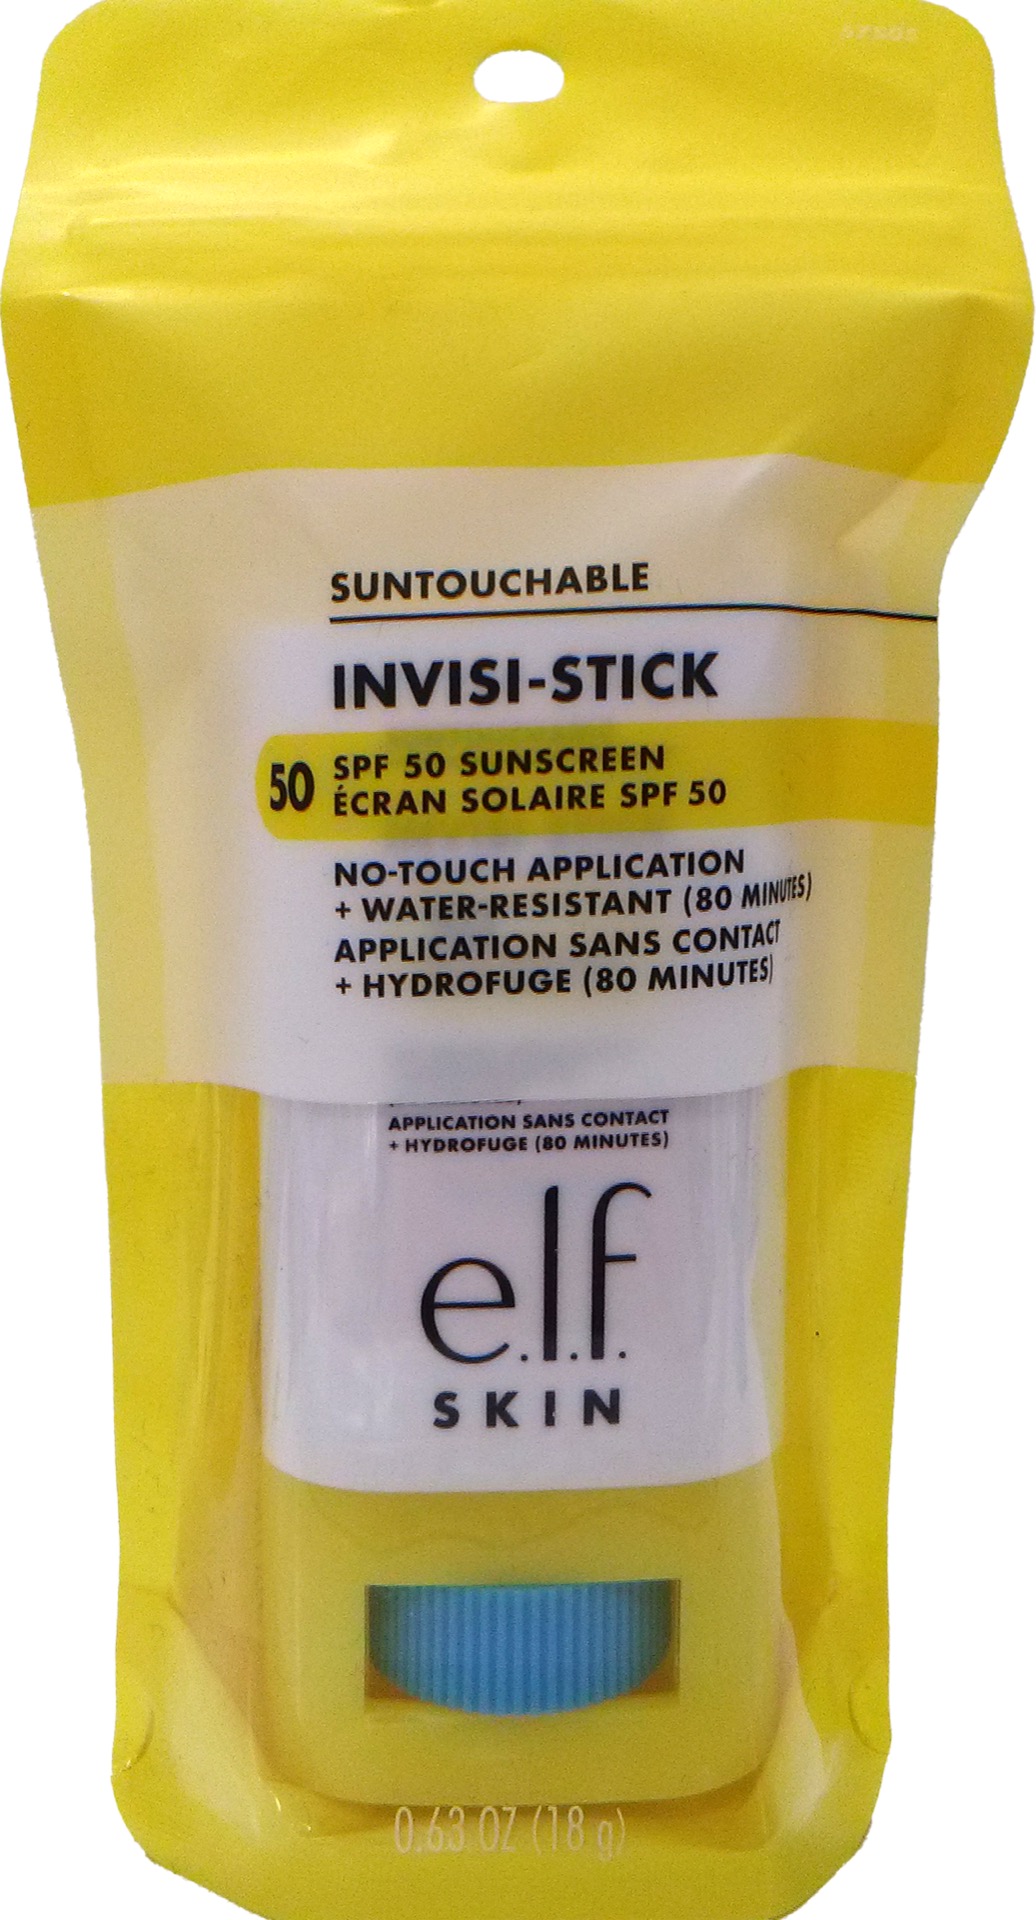 SUNTOUCHABLE
INVISI-STICK
50
SPF 50 SUNSCREEN
ÉCRAN SOLAIRE SPF 50
NO-TOUCH APPLICATION
+ WATER-RESISTANT (80 MINUTES)
APPLICATION SANS CONTACT
+ HYDROFUGE (80 MINUTES)
APPLICATION SANS CONTACT
+ HYDROFUGE (80 MINUTES)
e.l.f.
SKIN
0.63 OZ (18 g)